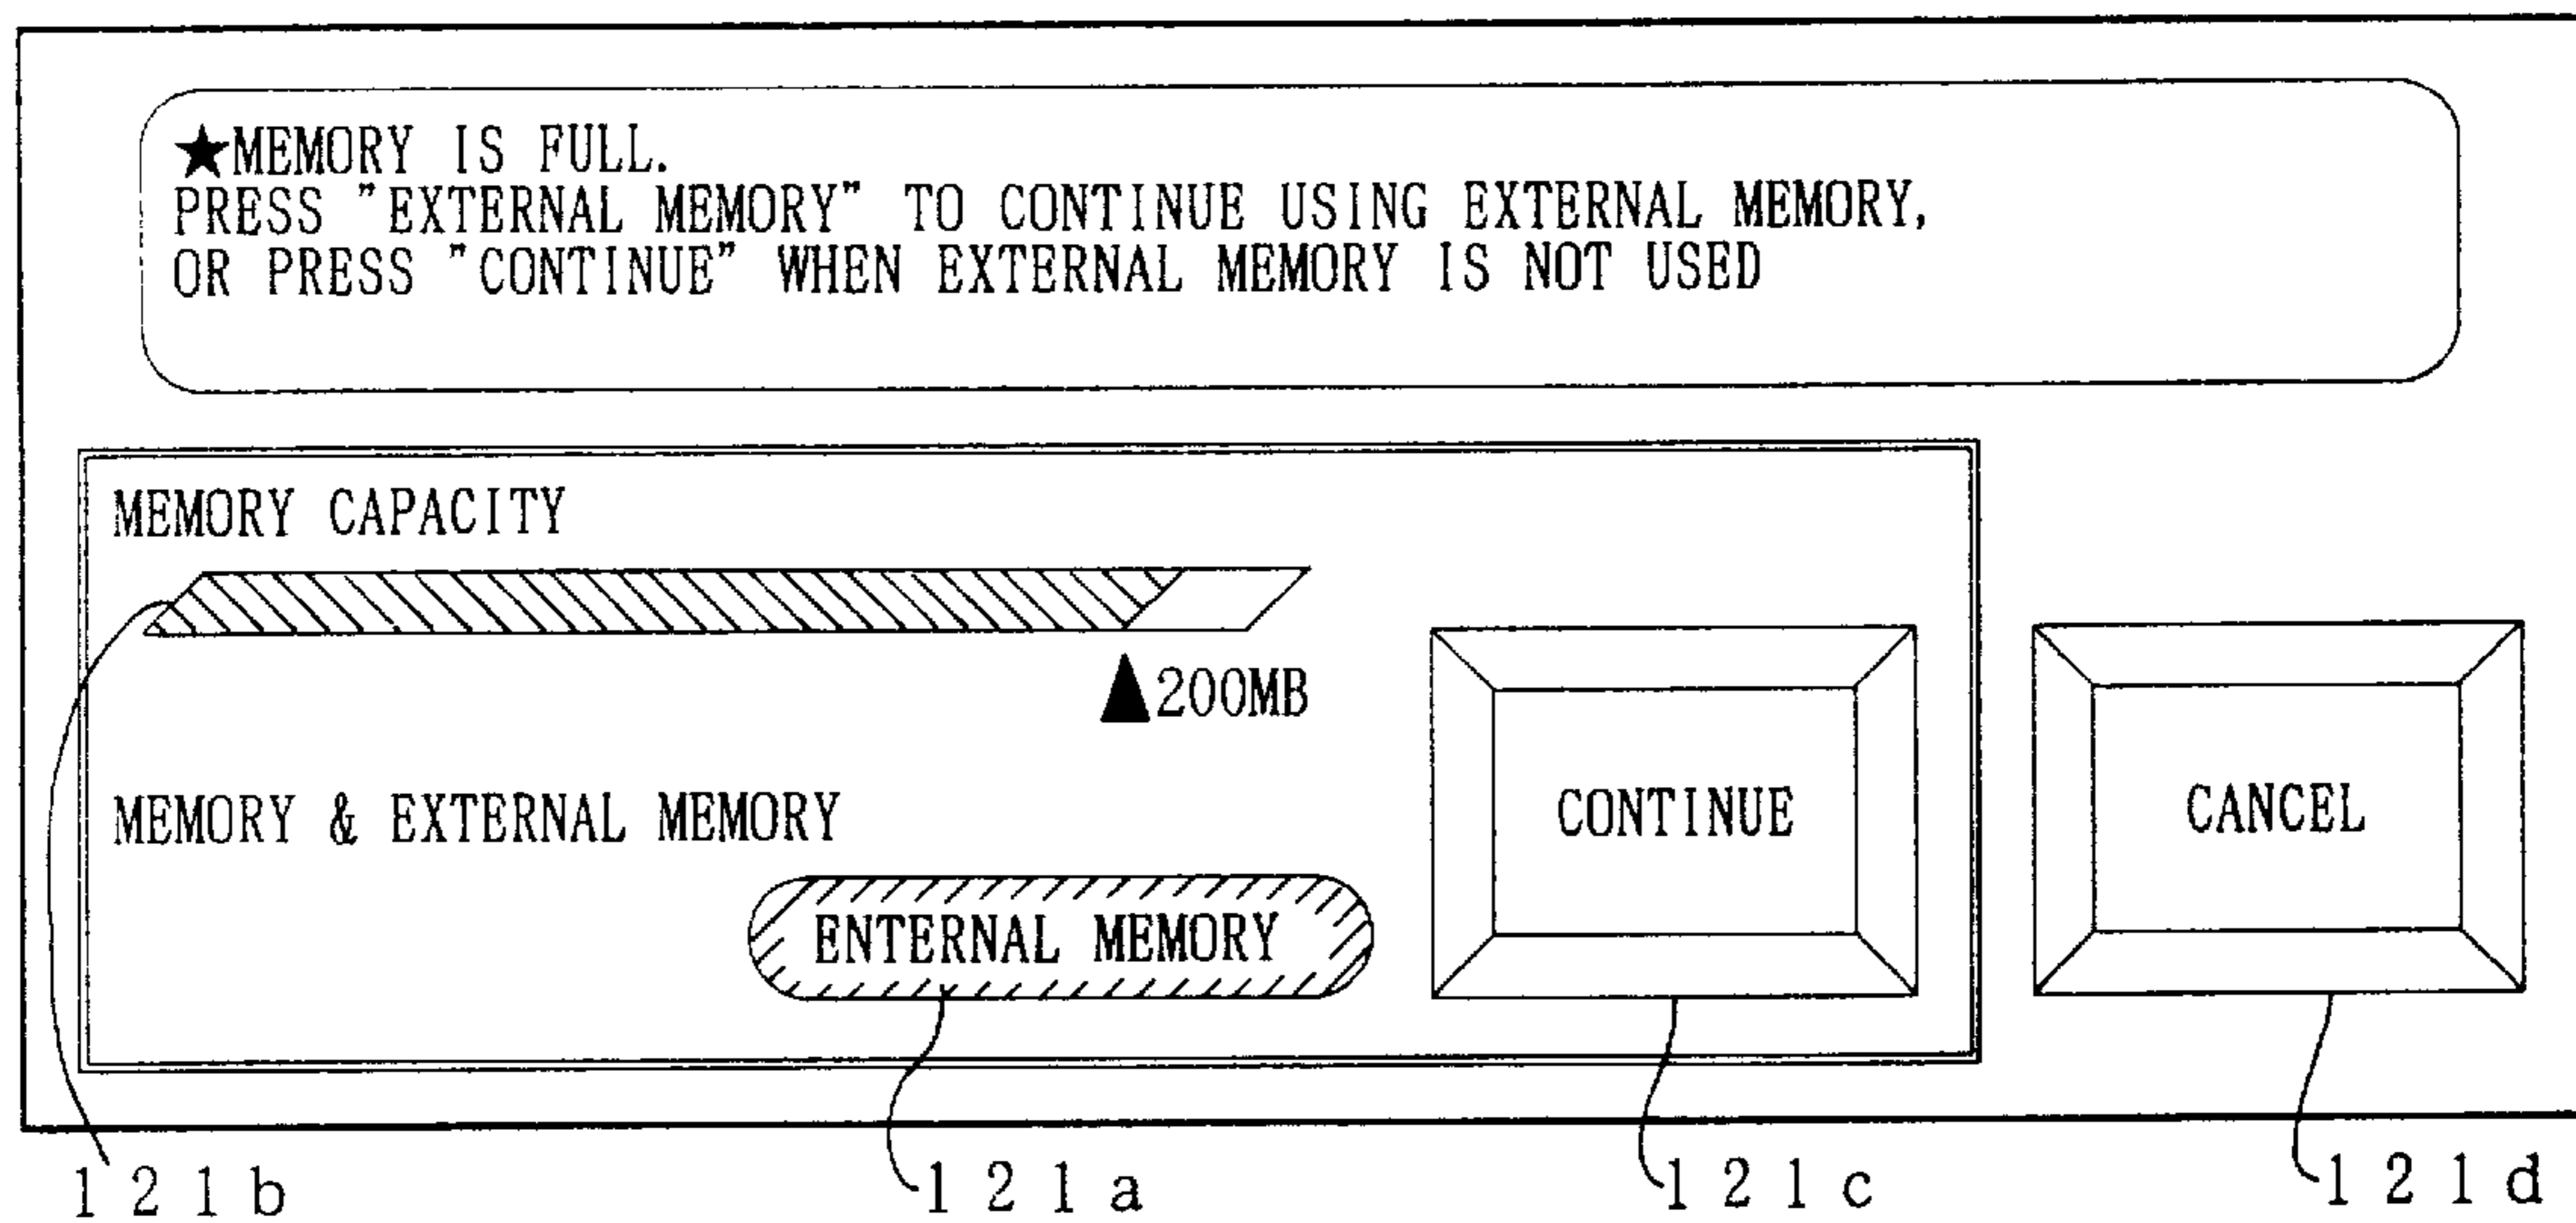 ★MEMORY IS FULL.
PRESS "EXTERNAL MEMORY" TO CONTINUE USING EXTERNAL MEMORY,
OR PRESS "CONTINUE" WHEN EXTERNAL MEMORY IS NOT USED
MEMORY CAPACITY
▲200MB
MEMORY & EXTERNAL MEMORY
ENTERNAL MEMORY
CONTINUE
CANCEL
121b
121a
121c
121d